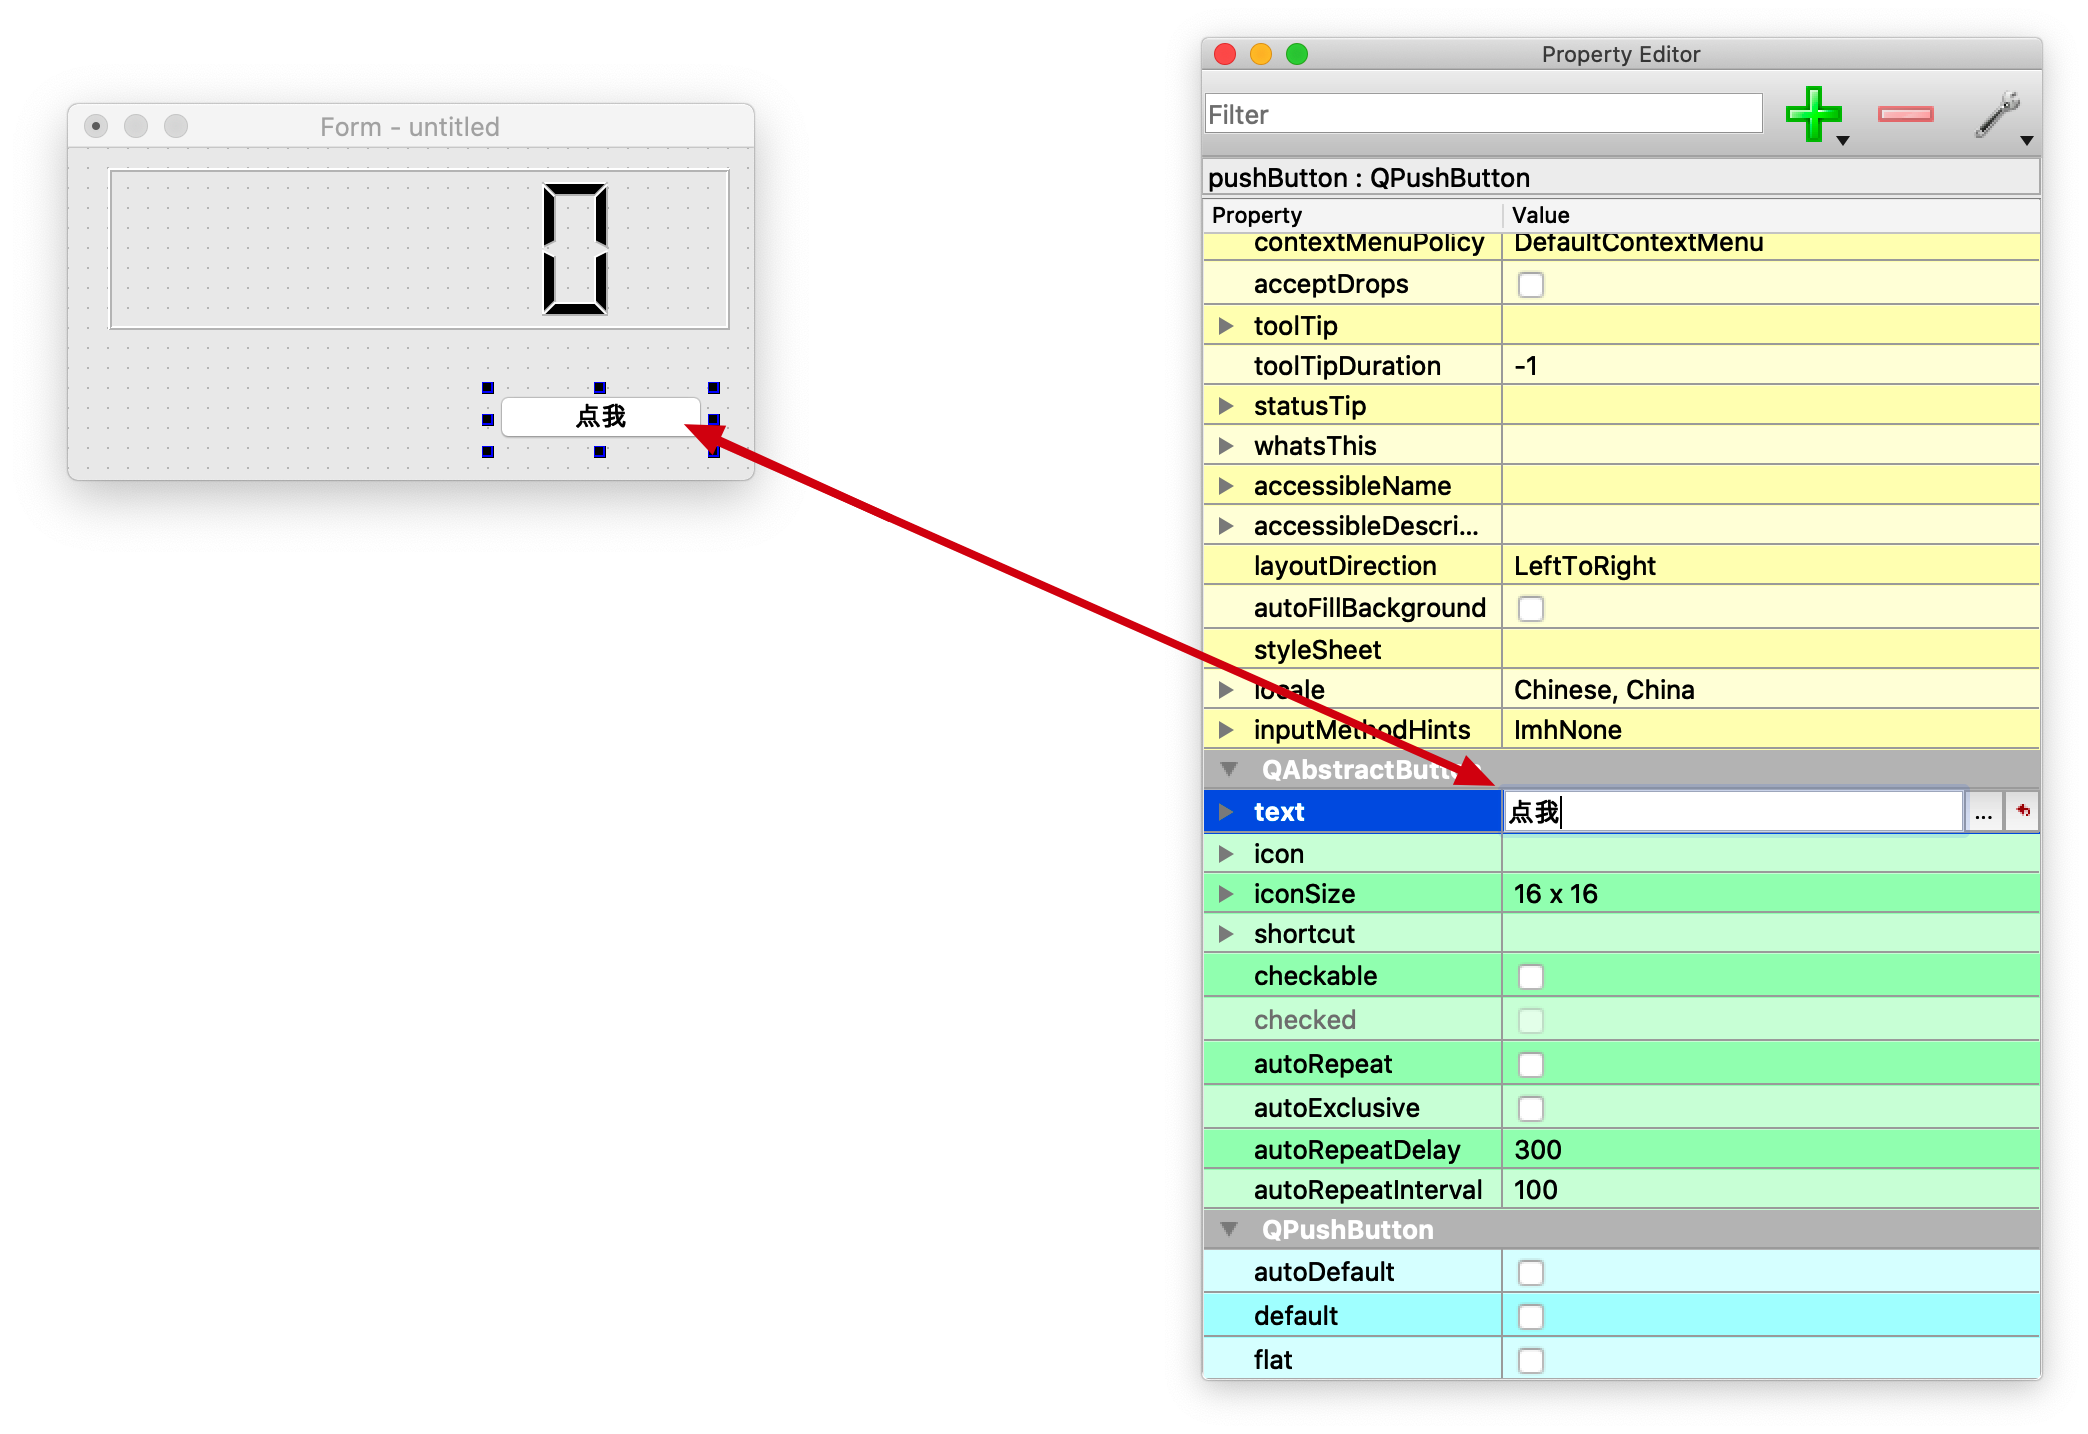 Form - untitled
0
点我
Property Editor
Filter
pushButton : QPushButton
Property Value
contextMenuPolicy DefaultContextMenu
acceptDrops
toolTip
toolTipDuration -1
statusTip
whatsThis
accessibleName
accessibleDescri...
layoutDirection LeftToRight
autoFillBackground
styleSheet
locale Chinese, China
inputMethodHints ImhNone
QAbstractButton
text 点我 ...
icon
iconSize 16 x 16
shortcut
checkable
checked
autoRepeat
autoExclusive
autoRepeatDelay 300
autoRepeatInterval 100
QPushButton
autoDefault
default
flat